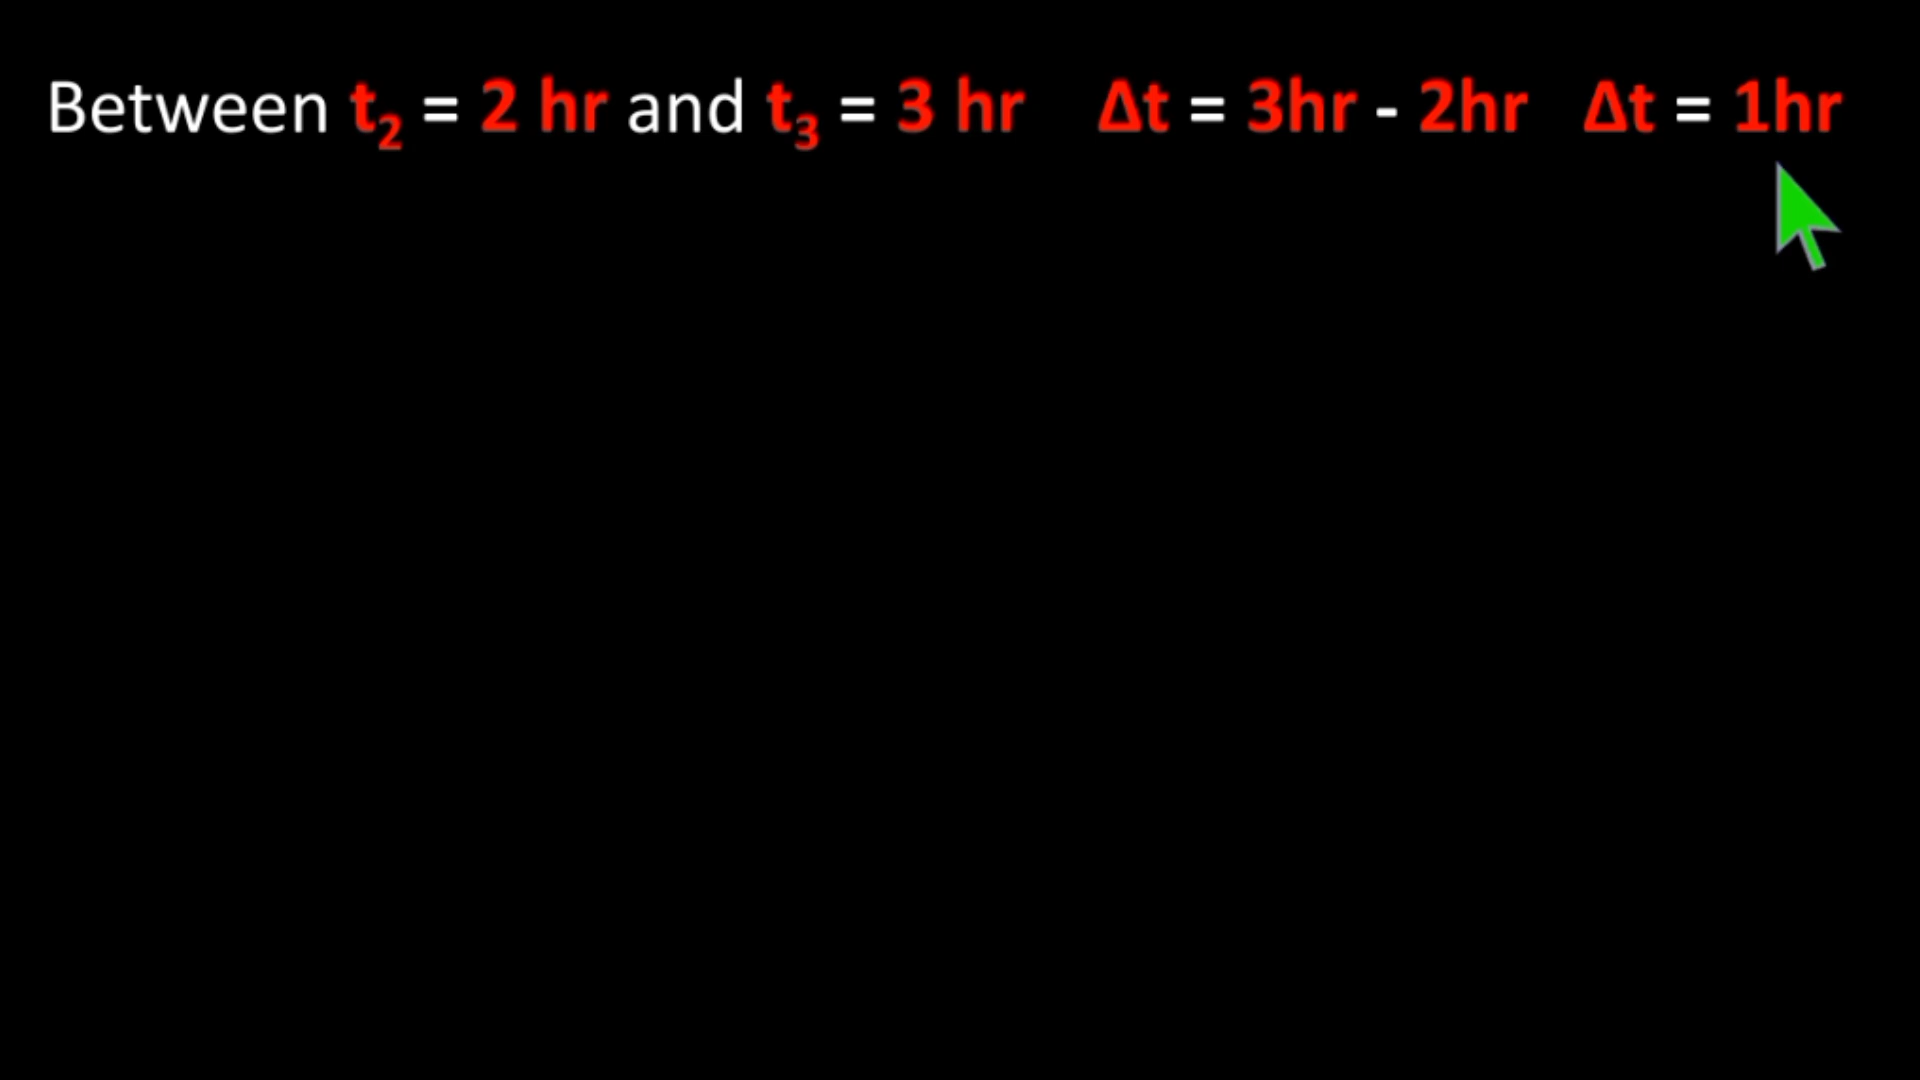 Between t₂ = 2 hr and t₃ = 3 hr Δt = 3hr - 2hr Δt = 1hr